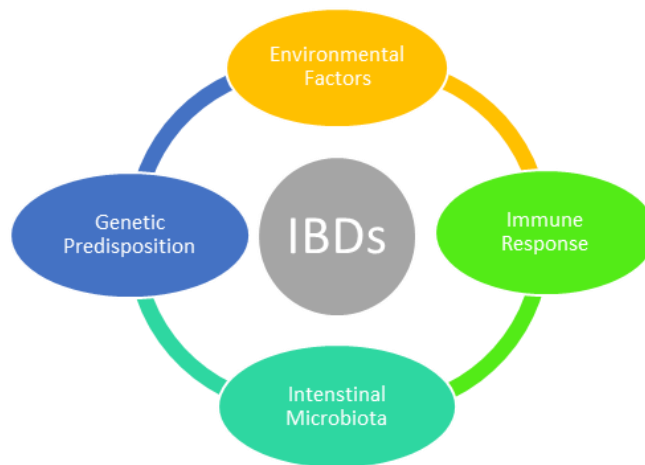 Environmental
Factors
Genetic
Predisposition
IBDs
Immune
Response
Intenstinal
Microbiota